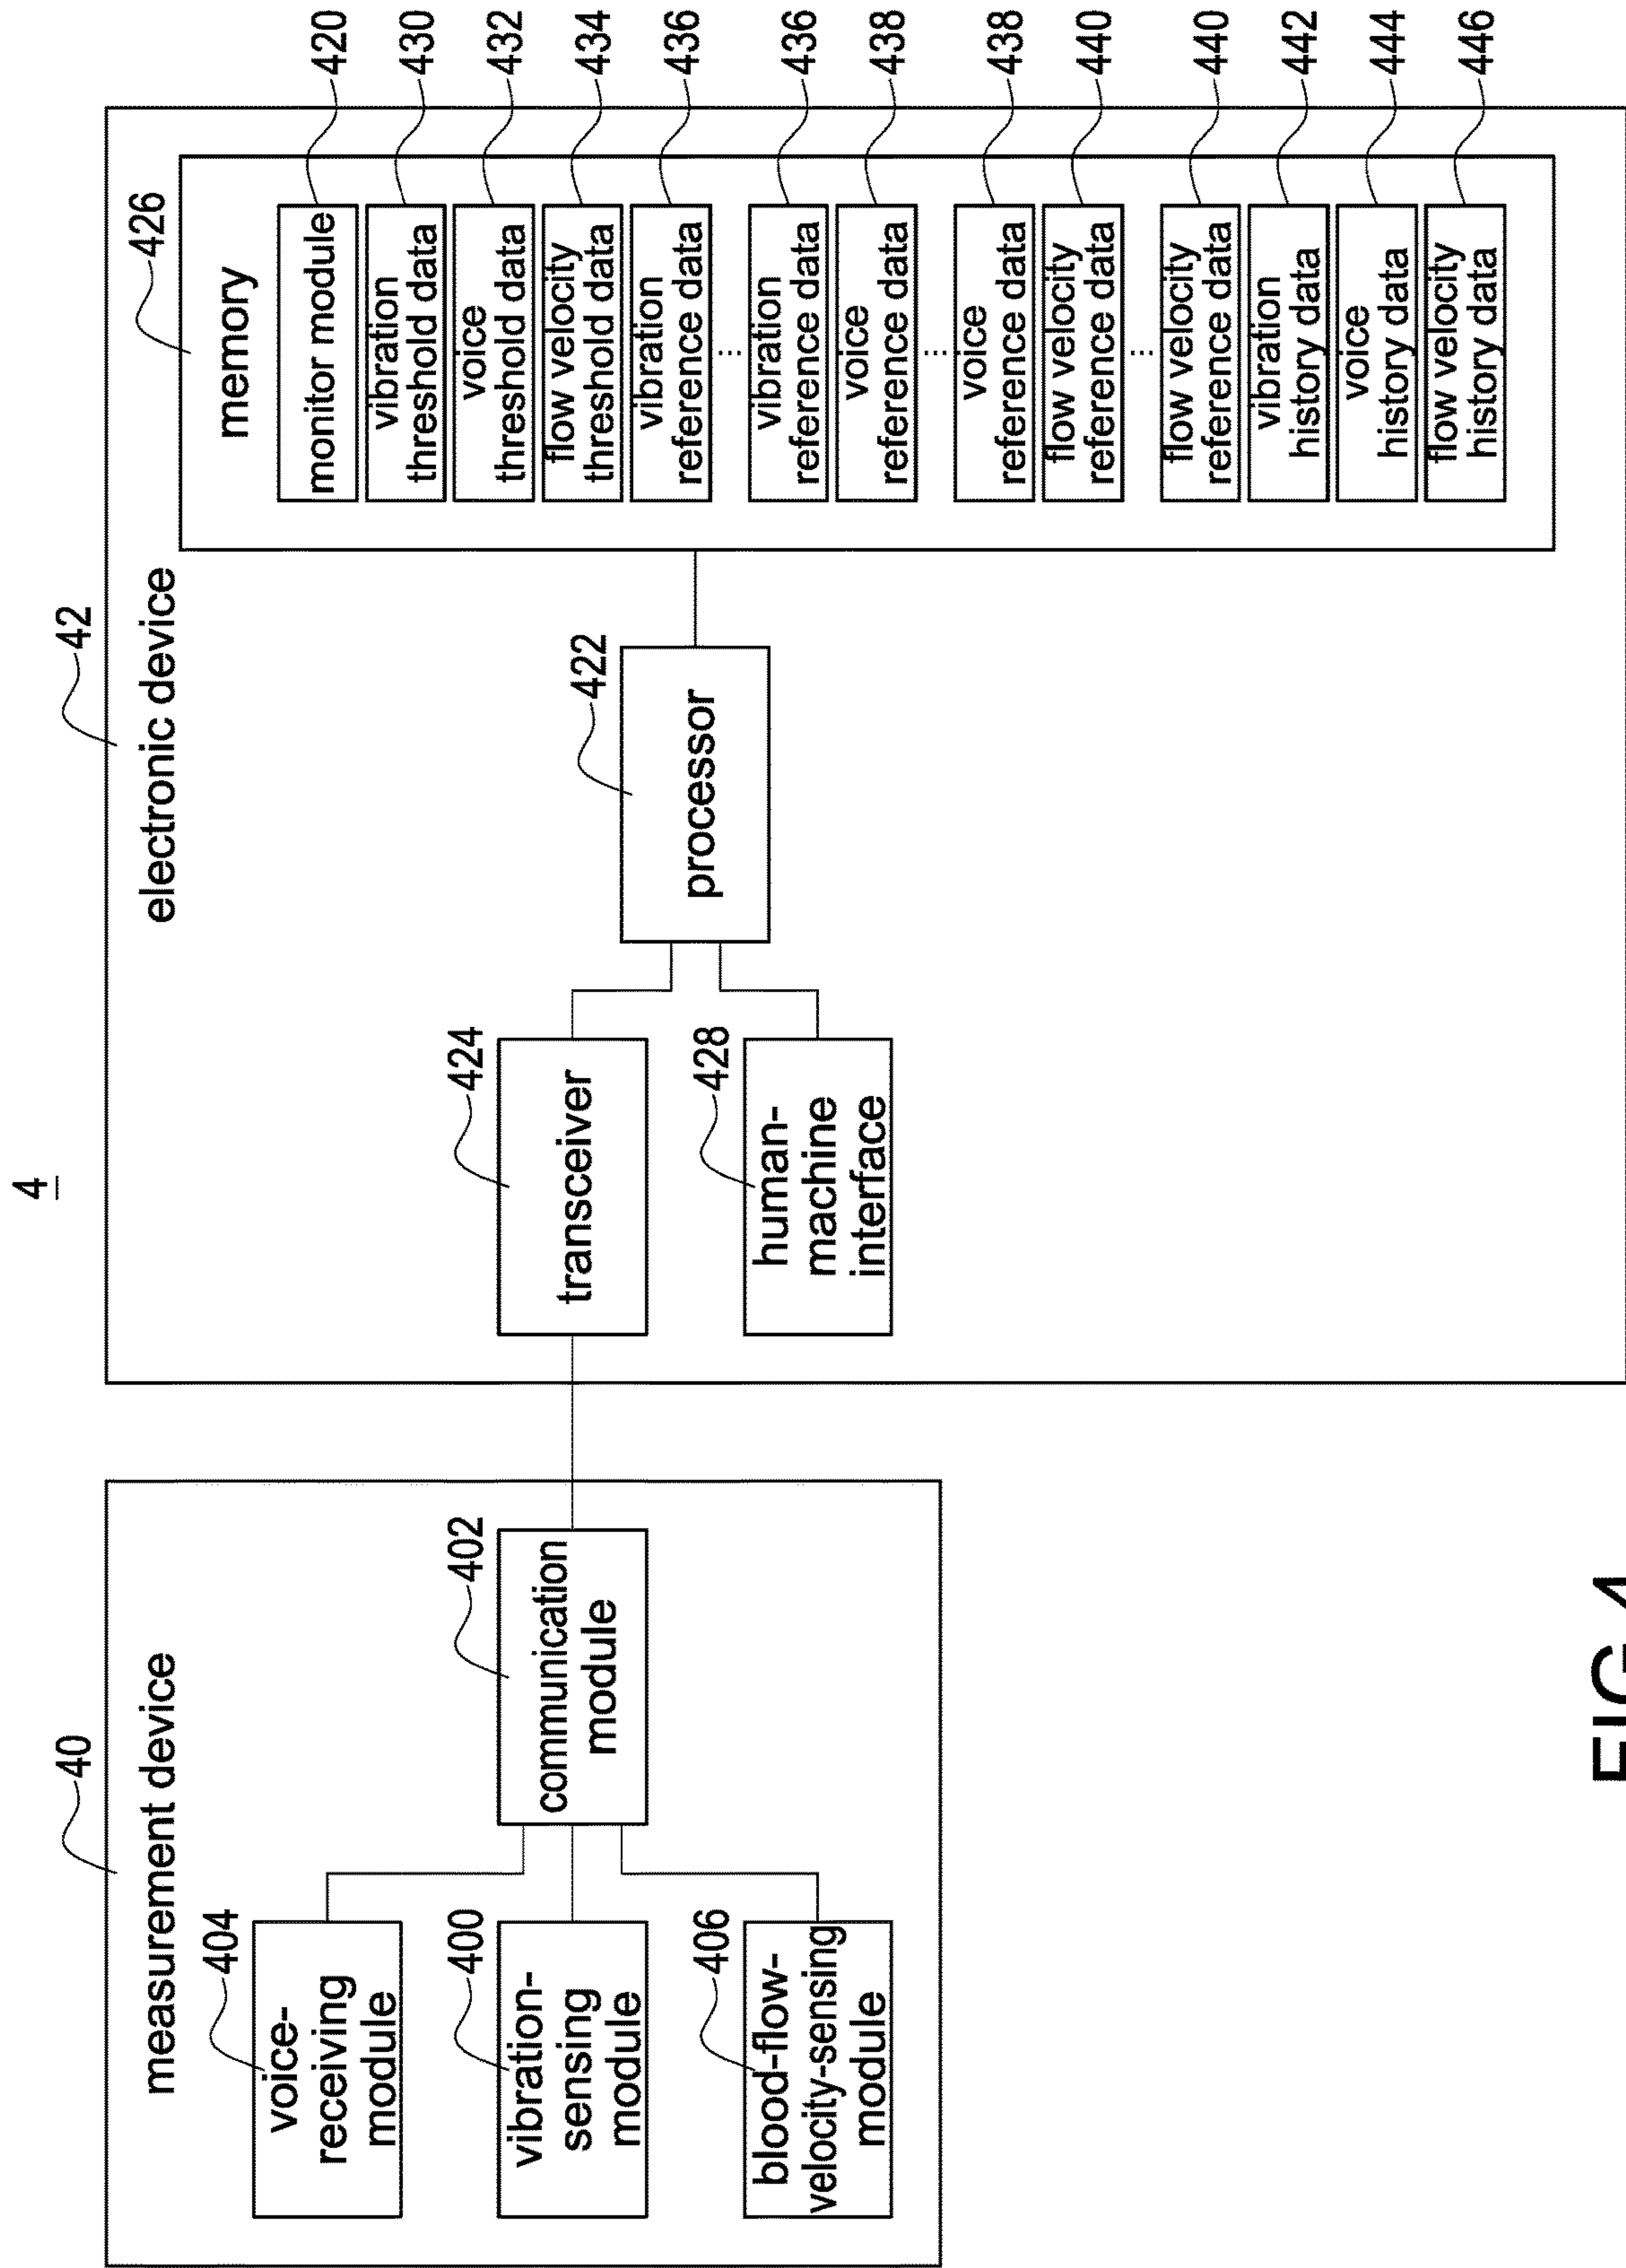 4
40
measurement device
404
voice-
receiving
module
400
vibration-
sensing
module
406
blood-flow-
velocity-sensing
module
402
communication
module
42
electronic device
424
transceiver
428
human-
machine
interface
422
processor
426
memory
monitor module
420
vibration
threshold data
430
voice
threshold data
432
flow velocity
threshold data
434
vibration
reference data
436
...
vibration
reference data
436
voice
reference data
438
...
voice
reference data
438
flow velocity
reference data
440
...
flow velocity
reference data
440
vibration
history data
442
voice
history data
444
flow velocity
history data
446
FIG.4